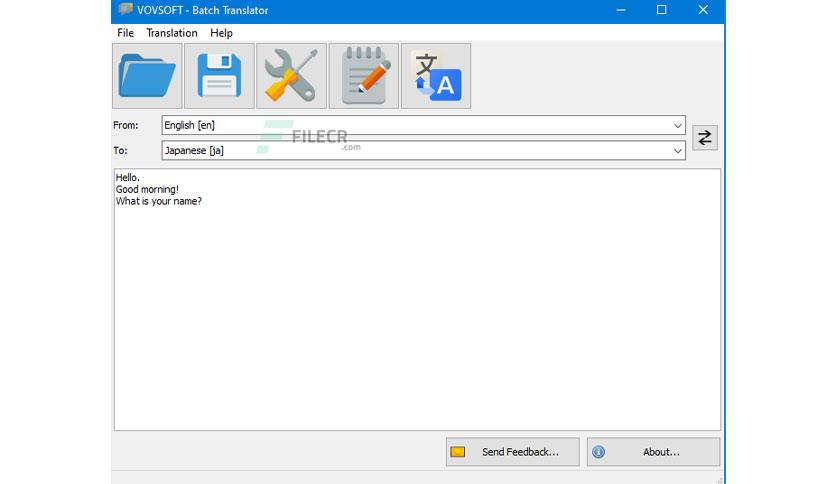 VOVSOFT - Batch Translator
File Translation Help
文 A
From: English [en]
FILECR
.com
To: Japanese [ja]
Hello.
Good morning!
What is your name?
Send Feedback...
About...